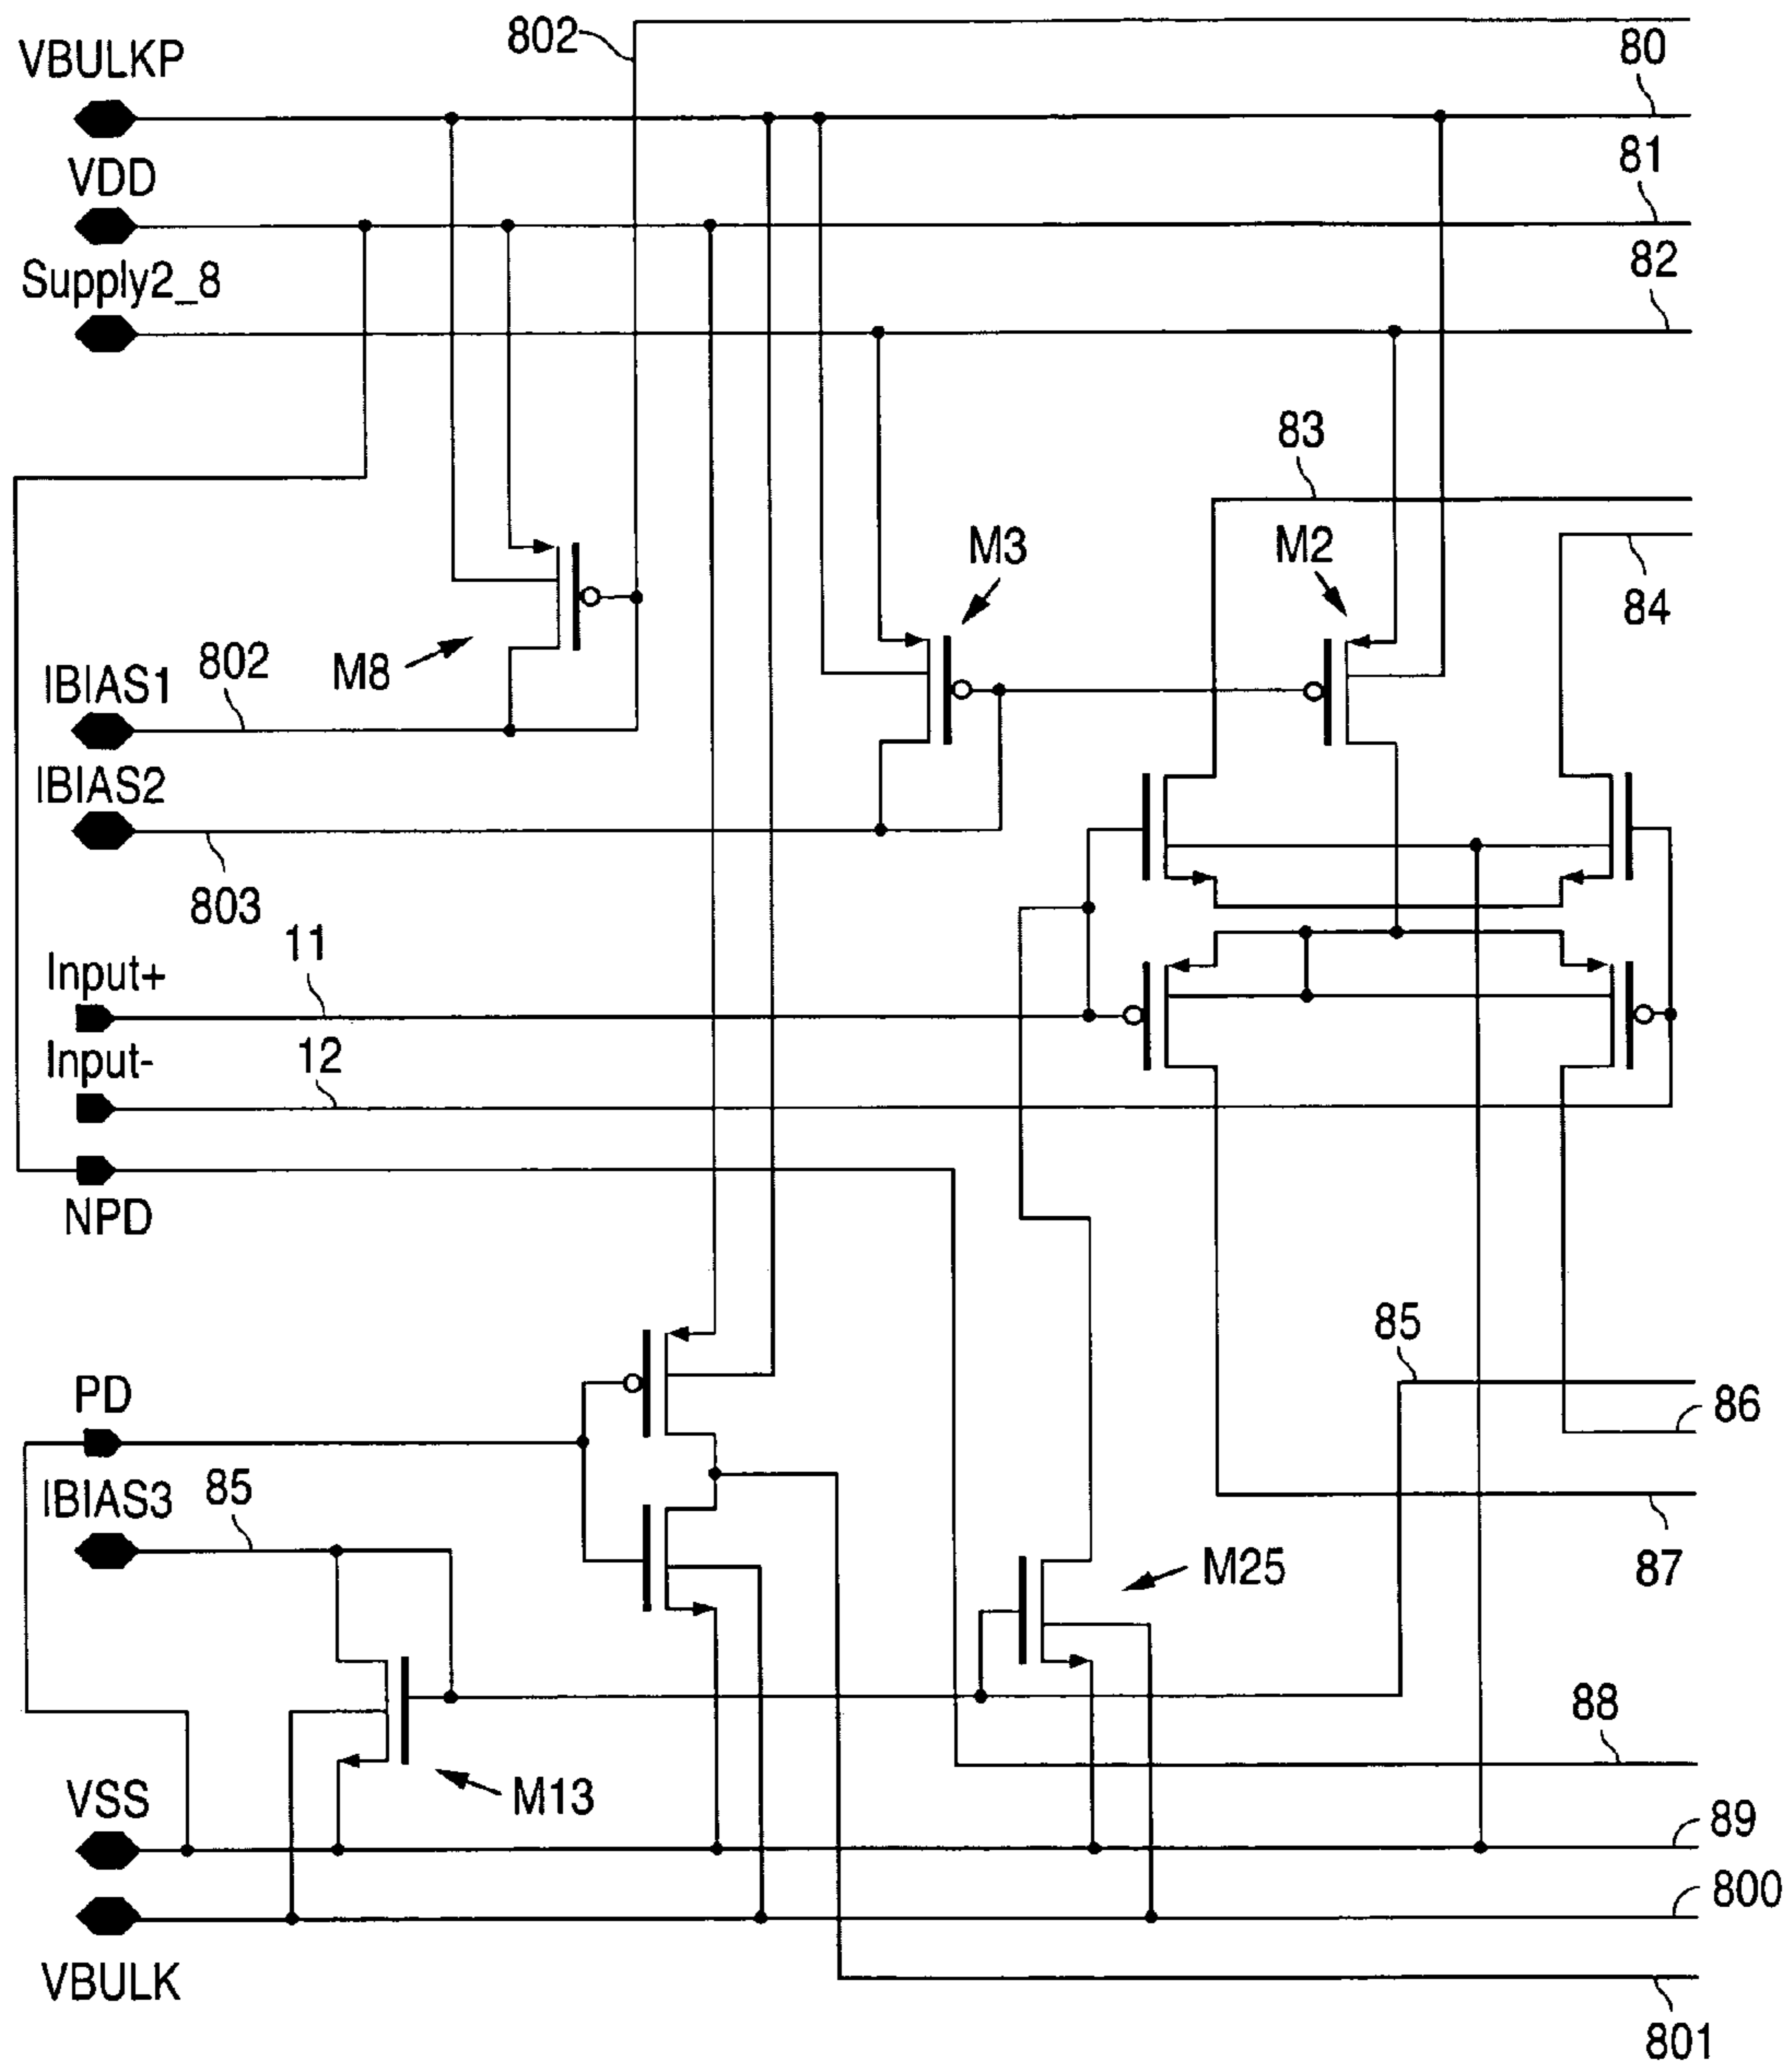 802
80
VBULKP
81
VDD
82
Supply2_8
83
M3
M2
84
802
M8
IBIAS1
IBIAS2
803
11
Input+
12
Input-
NPD
85
PD
86
IBIAS3
85
M25
87
88
M13
VSS
89
800
VBULK
801